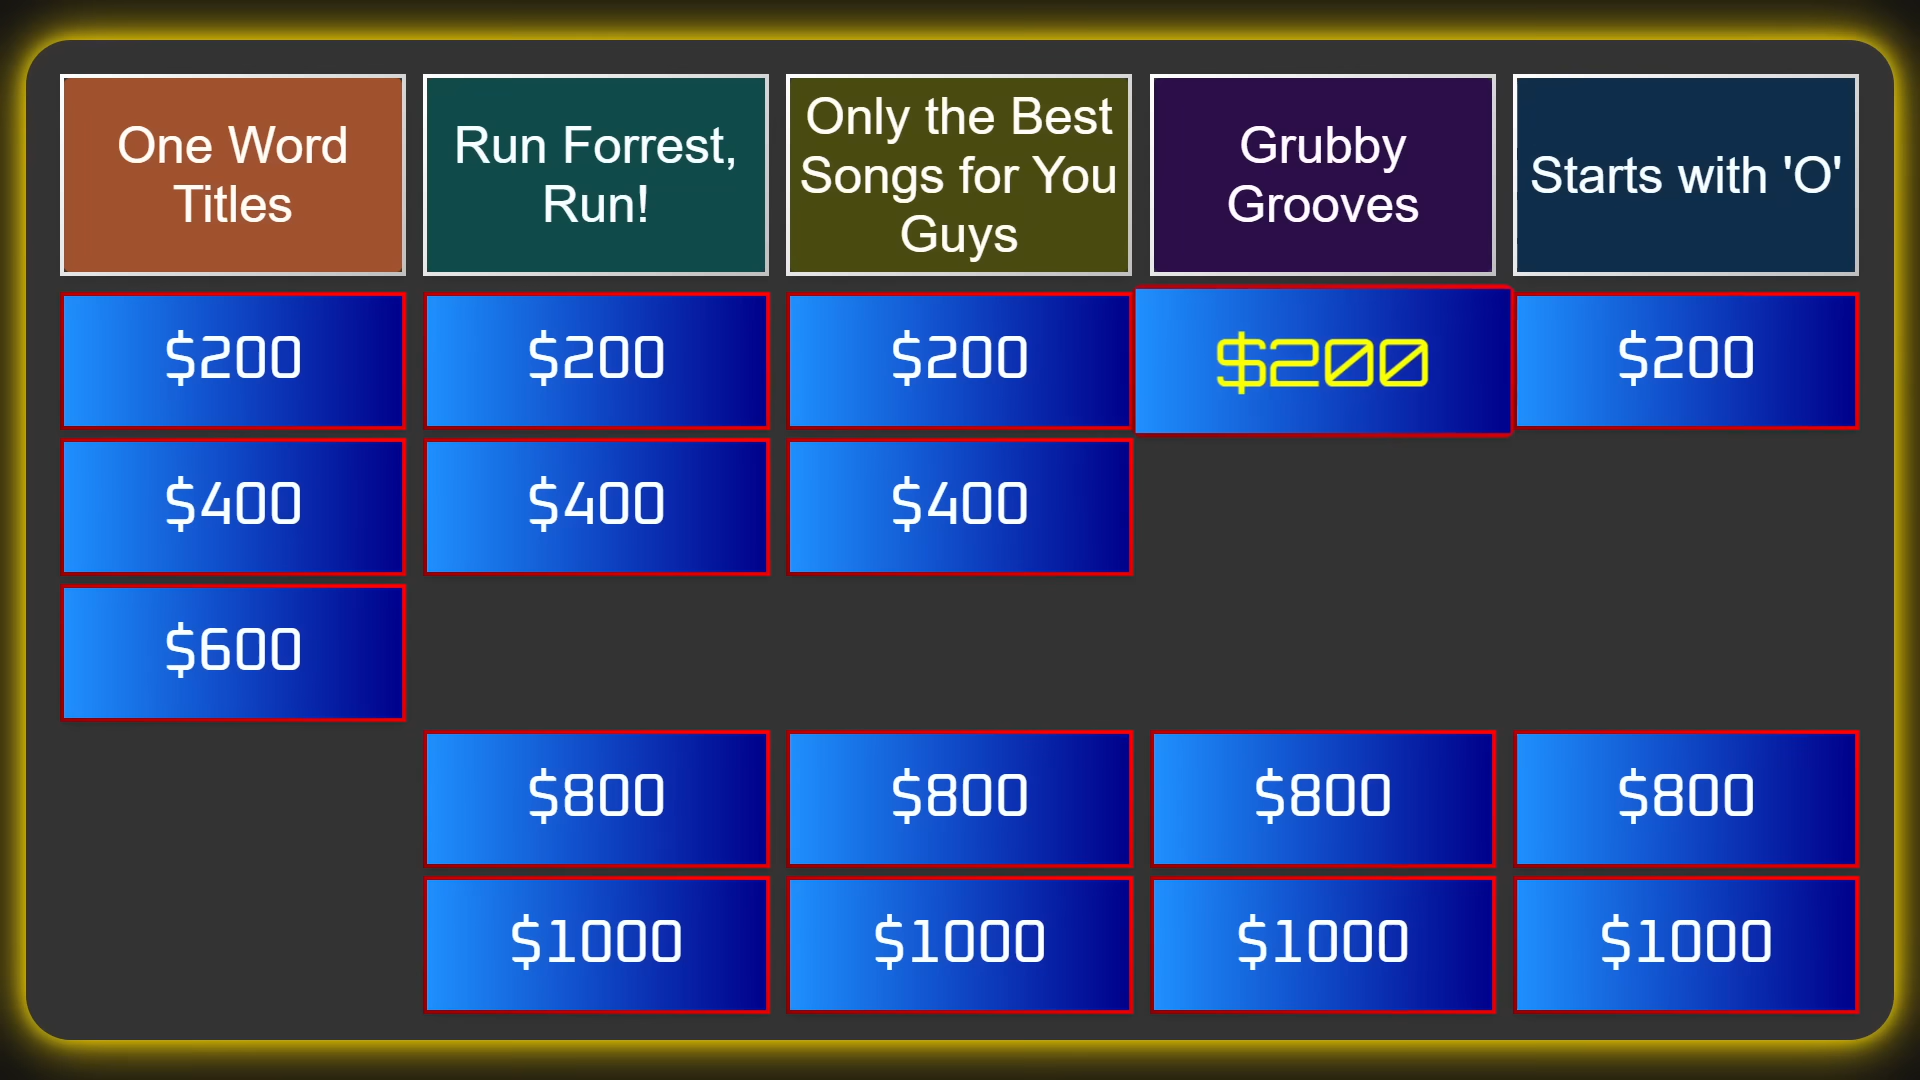 One Word
Titles
Run Forrest,
Run!
Only the Best
Songs for You
Guys
Grubby
Grooves
Starts with 'O'
$200
$200
$200
$200
$200
$400
$400
$400
$600
$800
$800
$800
$800
$1000
$1000
$1000
$1000